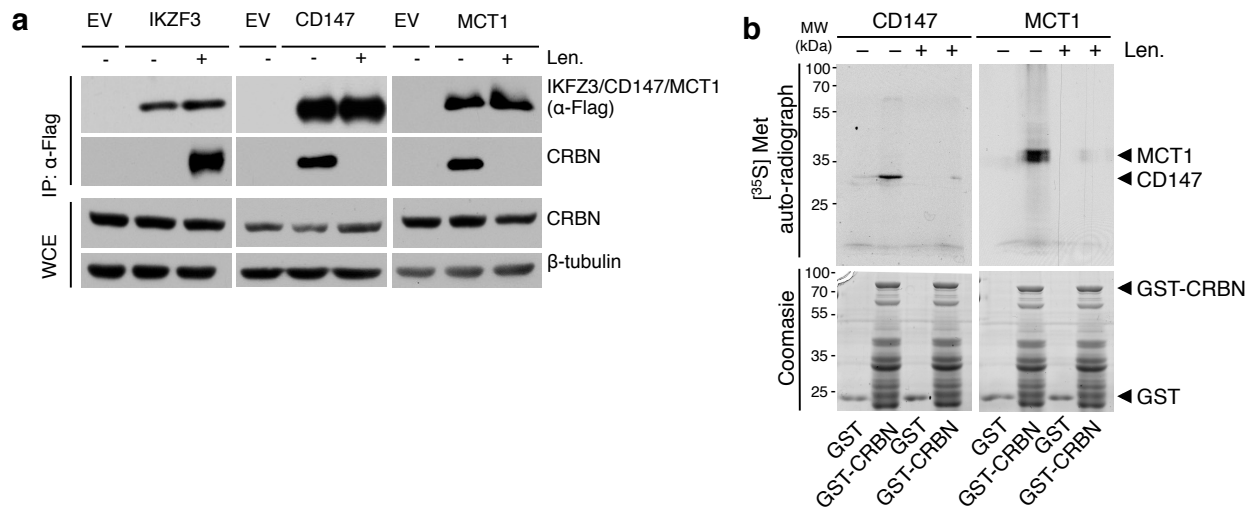 a
EV IKZF3 EV CD147 EV MCT1
- - + - - + - - + Len.
IP: α-Flag
IKFZ3/CD147/MCT1
(α-Flag)
CRBN
WCE
CRBN
β-tubulin
b
MW
(kDa)
CD147 MCT1
– – + + – – + + Len.
[³⁵S] Met
auto-radiograph
100
70
55
35
25
MCT1
CD147
Coomasie
100
70
55
35
25
GST-CRBN
GST
GST GST-CRBN GST GST-CRBN GST GST-CRBN GST GST-CRBN